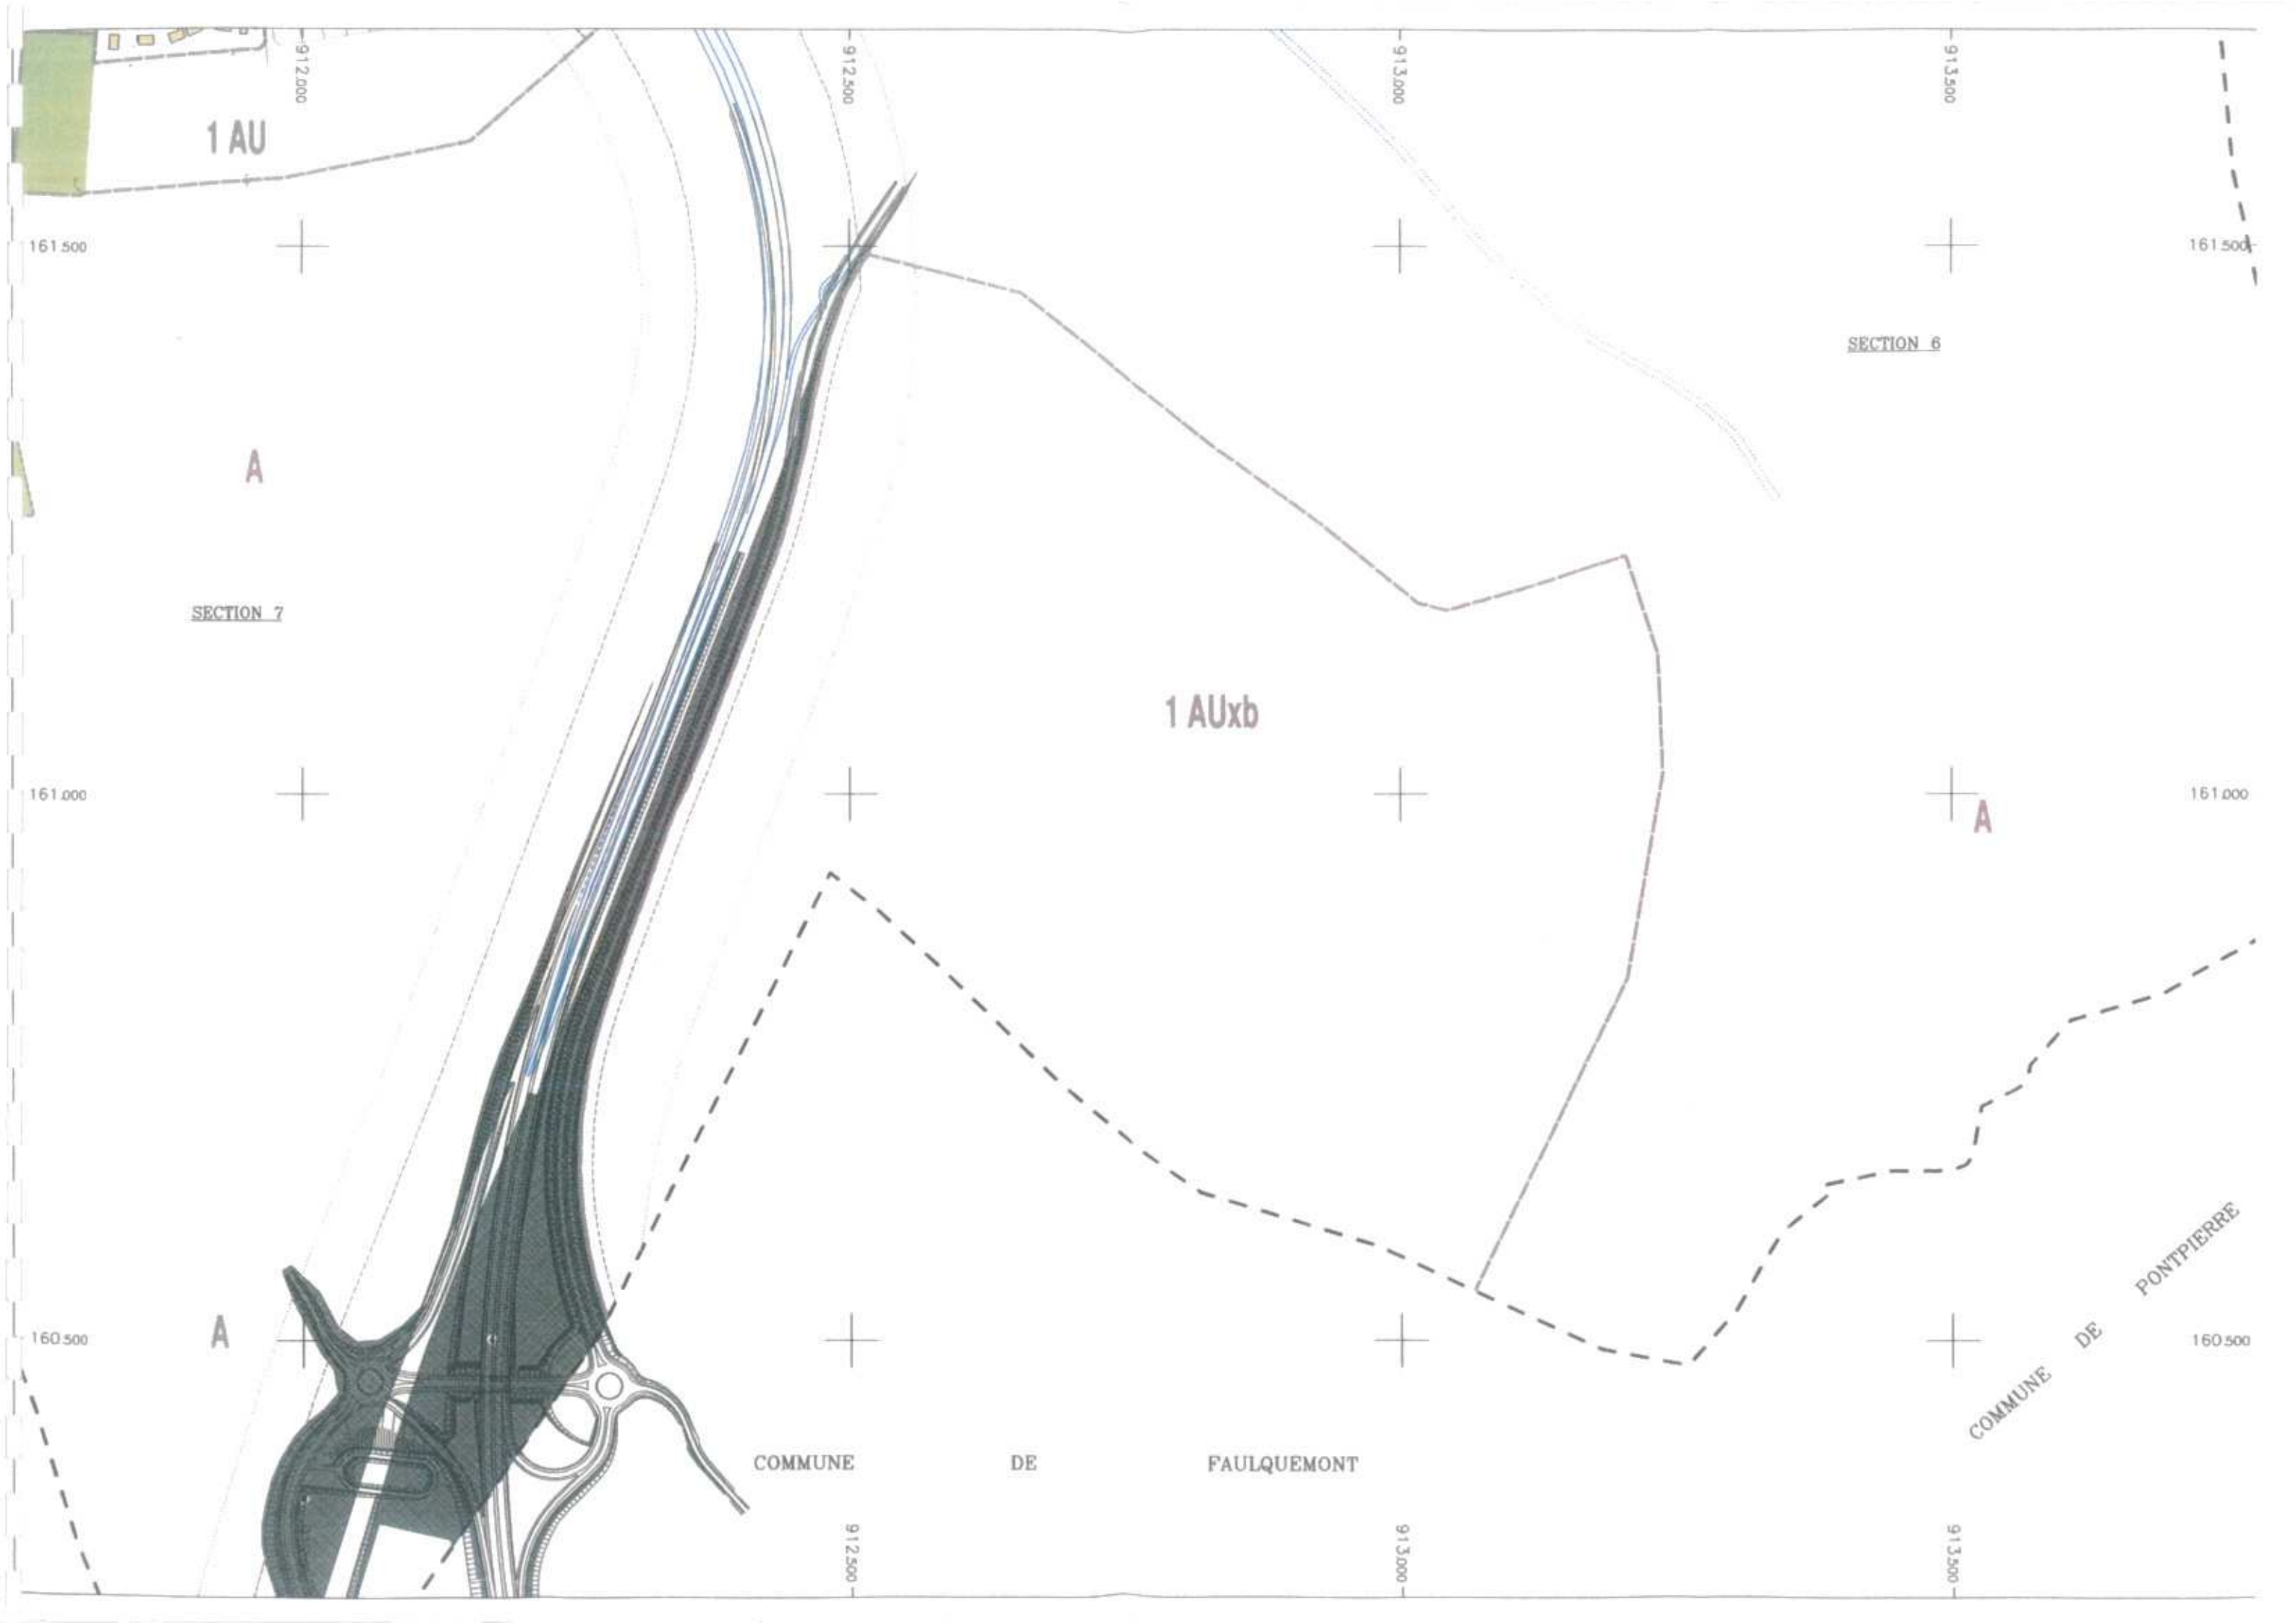 912.000
912.500
913.000
913.500
1 AU
161.500
161.500
SECTION 6
A
SECTION 7
1 AUxb
161.000
161.000
A
COMMUNE DE PONTPIERRE
A
160.500
160.500
COMMUNE DE FAULQUEMONT
912.500
913.000
913.500